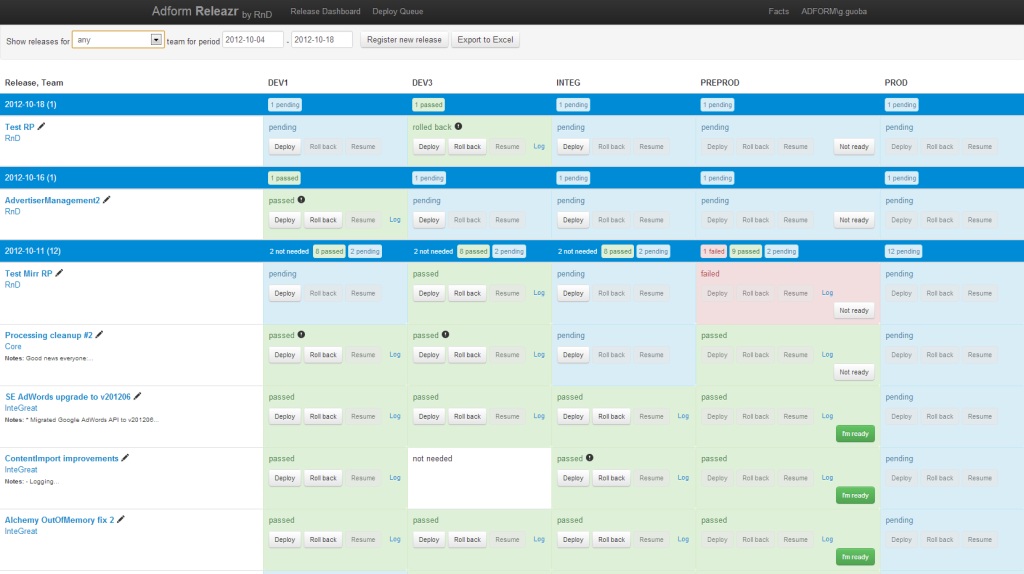 Adform Releazr by RnD Release Dashboard Deploy Queue Facts ADFORM\g.guoba
Show releases for any team for period 2012-10-04 - 2012-10-18 Register new release Export to Excel
Release, Team DEV1 DEV3 INTEG PREPROD PROD
2012-10-18 (1) 1 pending 1 passed 1 pending 1 pending 1 pending
Test RP pending rolled back pending pending pending
RnD Deploy Roll back Resume Deploy Roll back Resume Log Deploy Roll back Resume Deploy Roll back Resume Not ready Deploy Roll back Resume
2012-10-16 (1) 1 passed 1 pending 1 pending 1 pending 1 pending
AdvertiserManagement2 passed pending pending pending pending
RnD Deploy Roll back Resume Log Deploy Roll back Resume Deploy Roll back Resume Deploy Roll back Resume Not ready Deploy Roll back Resume
2012-10-11 (12) 2 not needed 8 passed 2 pending 2 not needed 8 passed 2 pending 2 not needed 8 passed 2 pending 1 failed 9 passed 2 pending 12 pending
Test Mirr RP pending passed pending failed pending
RnD Deploy Roll back Resume Deploy Roll back Resume Log Deploy Roll back Resume Deploy Roll back Resume Log Deploy Roll back Resume
Not ready
Processing cleanup #2 passed passed pending passed pending
Core Deploy Roll back Resume Log Deploy Roll back Resume Log Deploy Roll back Resume Deploy Roll back Resume Log Deploy Roll back Resume
Notes: Good news everyone:...
Not ready
SE AdWords upgrade to v201206 passed passed passed passed pending
InteGreat Deploy Roll back Resume Log Deploy Roll back Resume Log Deploy Roll back Resume Log Deploy Roll back Resume Log Deploy Roll back Resume
Notes: * Migrated Google AdWords API to v201206...
I'm ready
ContentImport improvements passed not needed passed passed pending
InteGreat Deploy Roll back Resume Log Deploy Roll back Resume Log Deploy Roll back Resume Log Deploy Roll back Resume
Notes: - Logging...
I'm ready
Alchemy OutOfMemory fix 2 passed passed passed passed pending
InteGreat Deploy Roll back Resume Log Deploy Roll back Resume Log Deploy Roll back Resume Log Deploy Roll back Resume Log Deploy Roll back Resume
I'm ready